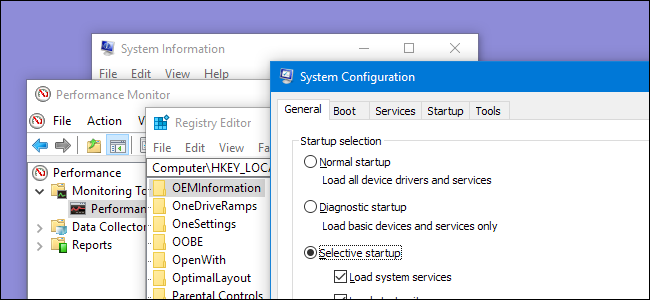 System Information
File Edit View Help
Performance Monitor
File Action
Performance
Monitoring To
Performan
Data Collector
Reports
Registry Editor
File Edit View Fa
Computer\HKEY_LOCA
OEMInformation
OneDriveRamps
OneSettings
OOBE
OpenWith
OptimalLayout
Parental Controls
System Configuration
General Boot Services Startup Tools
Startup selection
Normal startup
Load all device drivers and services
Diagnostic startup
Load basic devices and services only
Selective startup
Load system services